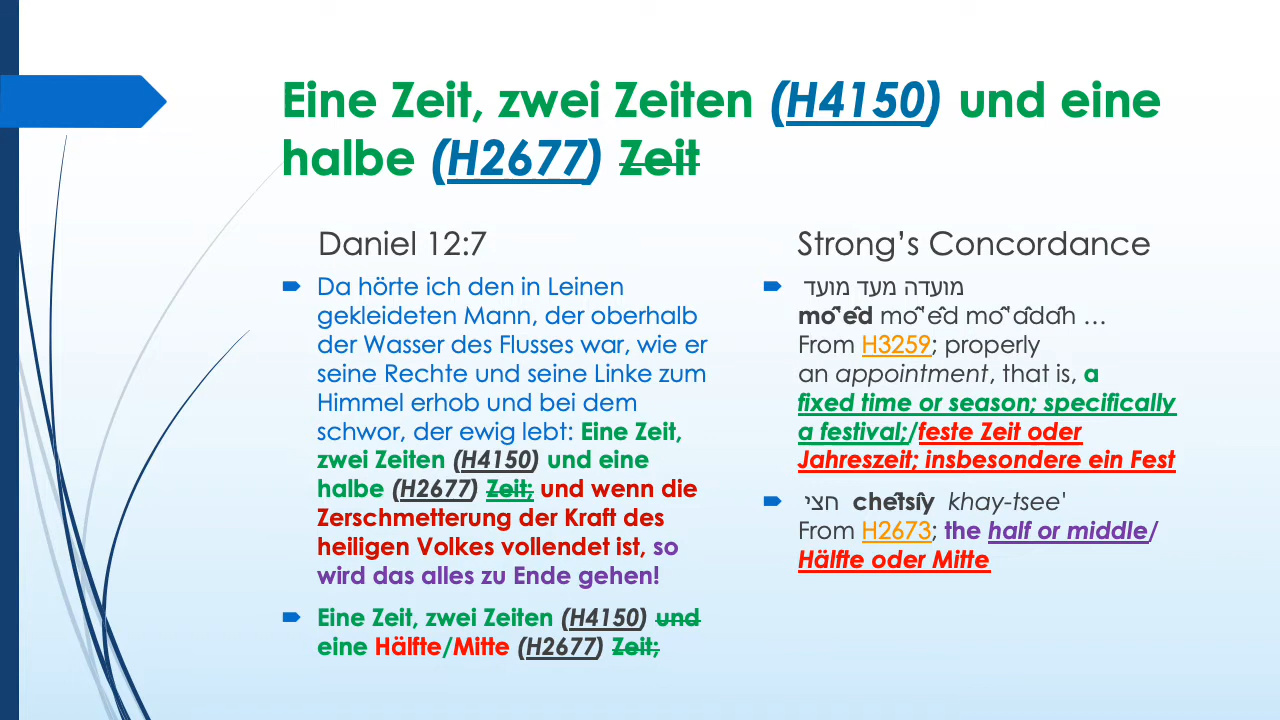 Eine Zeit, zwei Zeiten (H4150) und eine
halbe (H2677) Zeit
Daniel 12:7
Da hörte ich den in Leinen
gekleideten Mann, der oberhalb
der Wasser des Flusses war, wie er
seine Rechte und seine Linke zum
Himmel erhob und bei dem
schwor, der ewig lebt: Eine Zeit,
zwei Zeiten (H4150) und eine
halbe (H2677) Zeit; und wenn die
Zerschmetterung der Kraft des
heiligen Volkes vollendet ist, so
wird das alles zu Ende gehen!
Eine Zeit, zwei Zeiten (H4150) und
eine Hälfte/Mitte (H2677) Zeit;
Strong’s Concordance
מועדה מעד מועד
mô‛êd mô‛êd mô‛âdâh …
From H3259; properly
an appointment, that is, a
fixed time or season; specifically
a festival;/feste Zeit oder
Jahreszeit; insbesondere ein Fest
חצי chêtsîy khay-tsee'
From H2673; the half or middle/
Hälfte oder Mitte